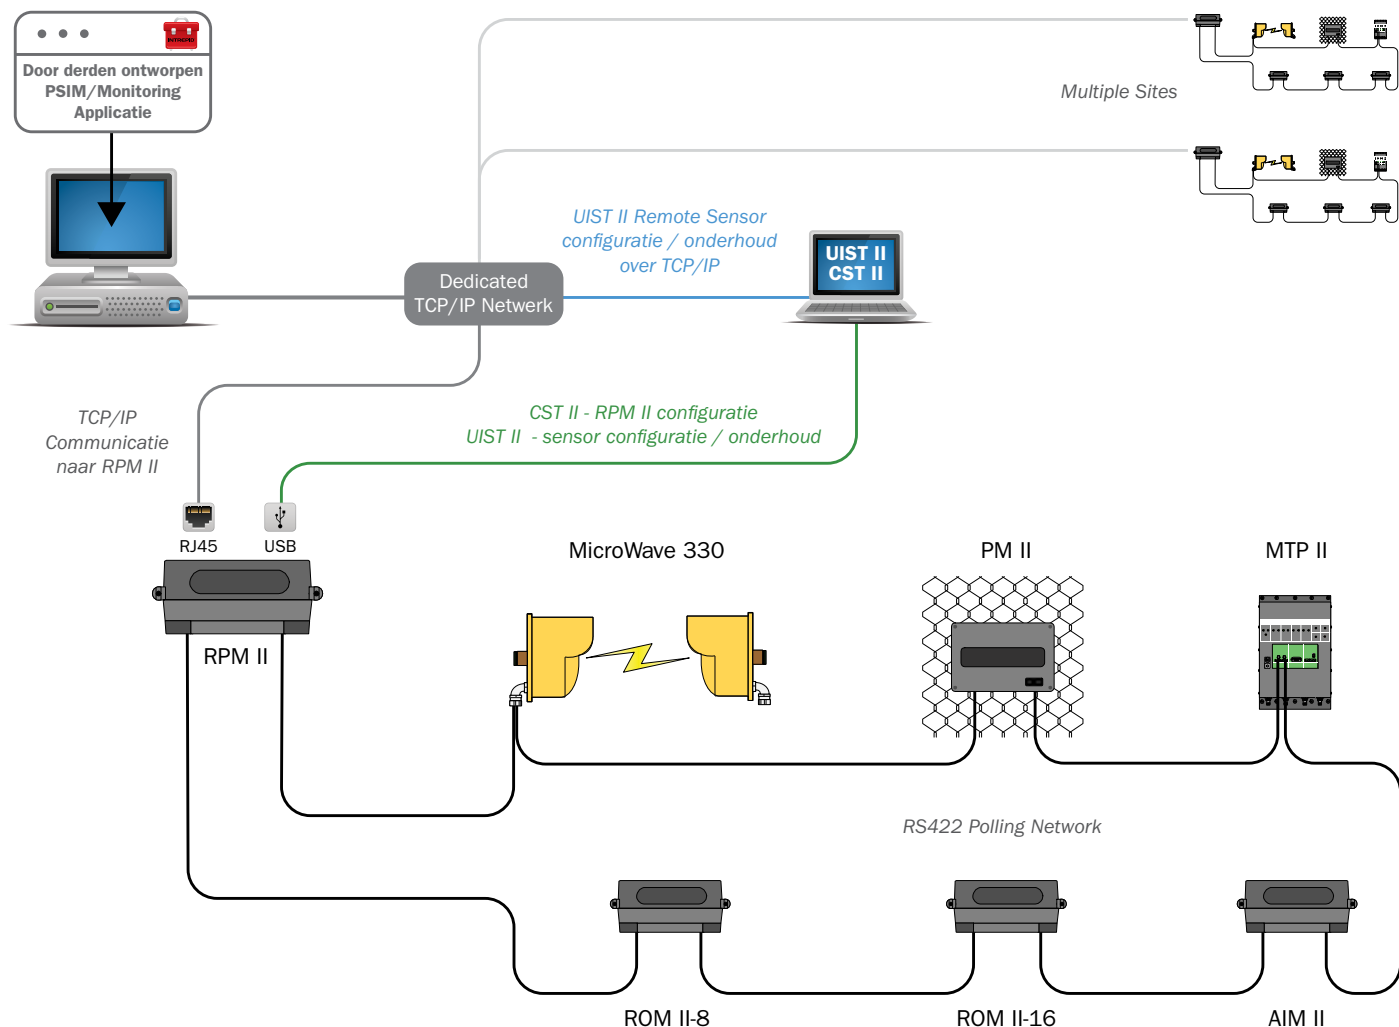 INTREPID
Door derden ontworpen
PSIM/Monitoring
Applicatie
Multiple Sites
UIST II Remote Sensor
configuratie / onderhoud
over TCP/IP
UIST II
CST II
Dedicated
TCP/IP Netwerk
TCP/IP
Communicatie
naar RPM II
CST II - RPM II configuratie
UIST II - sensor configuratie / onderhoud
RJ45
USB
RPM II
MicroWave 330
PM II
MTP II
RS422 Polling Network
ROM II-8
ROM II-16
AIM II